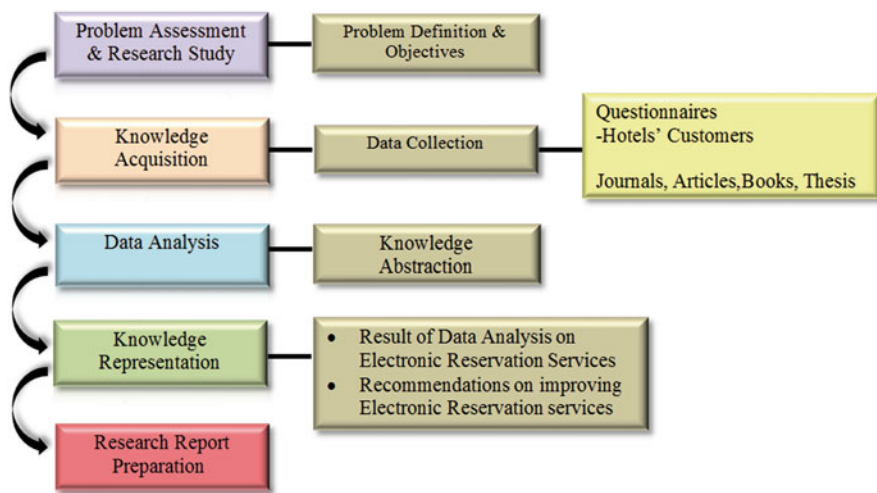 Problem Assessment
& Research Study
Problem Definition &
Objectives
Knowledge
Acquisition
Data Collection
Questionnaires
-Hotels’ Customers
Journals, Articles,Books, Thesis
Data Analysis
Knowledge
Abstraction
Knowledge
Representation
• Result of Data Analysis on
Electronic Reservation Services
• Recommendations on improving
Electronic Reservation services
Research Report
Preparation